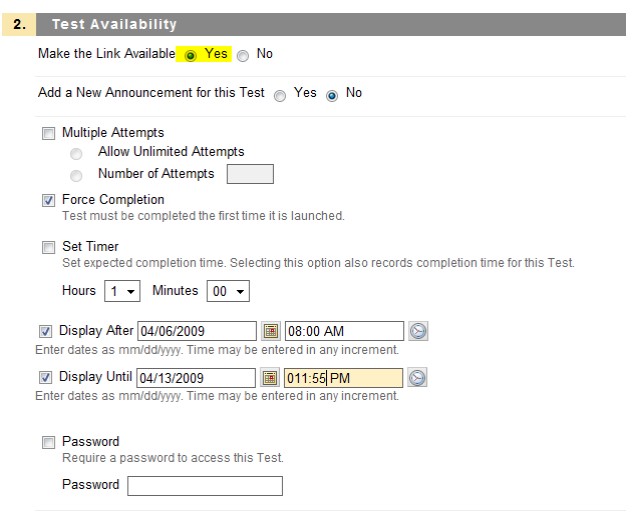 2. Test Availability
Make the Link Available Yes No
Add a New Announcement for this Test Yes No
Multiple Attempts
Allow Unlimited Attempts
Number of Attempts
Force Completion
Test must be completed the first time it is launched.
Set Timer
Set expected completion time. Selecting this option also records completion time for this Test.
Hours 1 Minutes 00
Display After 04/06/2009 08:00 AM
Enter dates as mm/dd/yyyy. Time may be entered in any increment.
Display Until 04/13/2009 011:55 PM
Enter dates as mm/dd/yyyy. Time may be entered in any increment.
Password
Require a password to access this Test.
Password